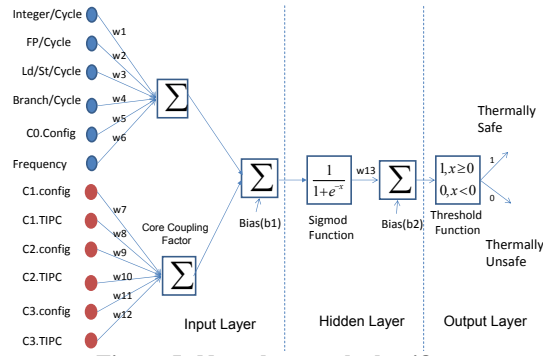 Integer/Cycle
FP/Cycle
Ld/St/Cycle
Branch/Cycle
C0.Config
Frequency
w1
w2
w3
w4
w5
w6
∑
C1.config
C1.TIPC
C2.config
C2.TIPC
C3.config
C3.TIPC
w7
w8
w9
w10
w11
w12
Core Coupling
Factor
∑
∑
Bias(b1)
1
1+e^-x
Sigmod
Function
w13
∑
Bias(b2)
1,x≥0
0,x<0
Threshold
Function
Thermally
Safe
1
0
Thermally
Unsafe
Input Layer
Hidden Layer
Output Layer